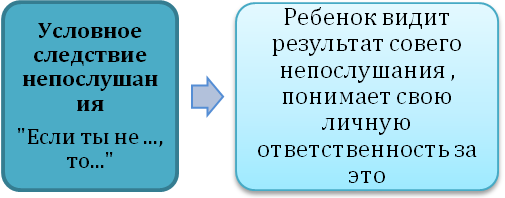 Условное
следствие
непослушан
ия
"Если ты не ...,
то..."
Ребенок видит
результат совего
непослушания ,
понимает свою
личную
ответственность за
это